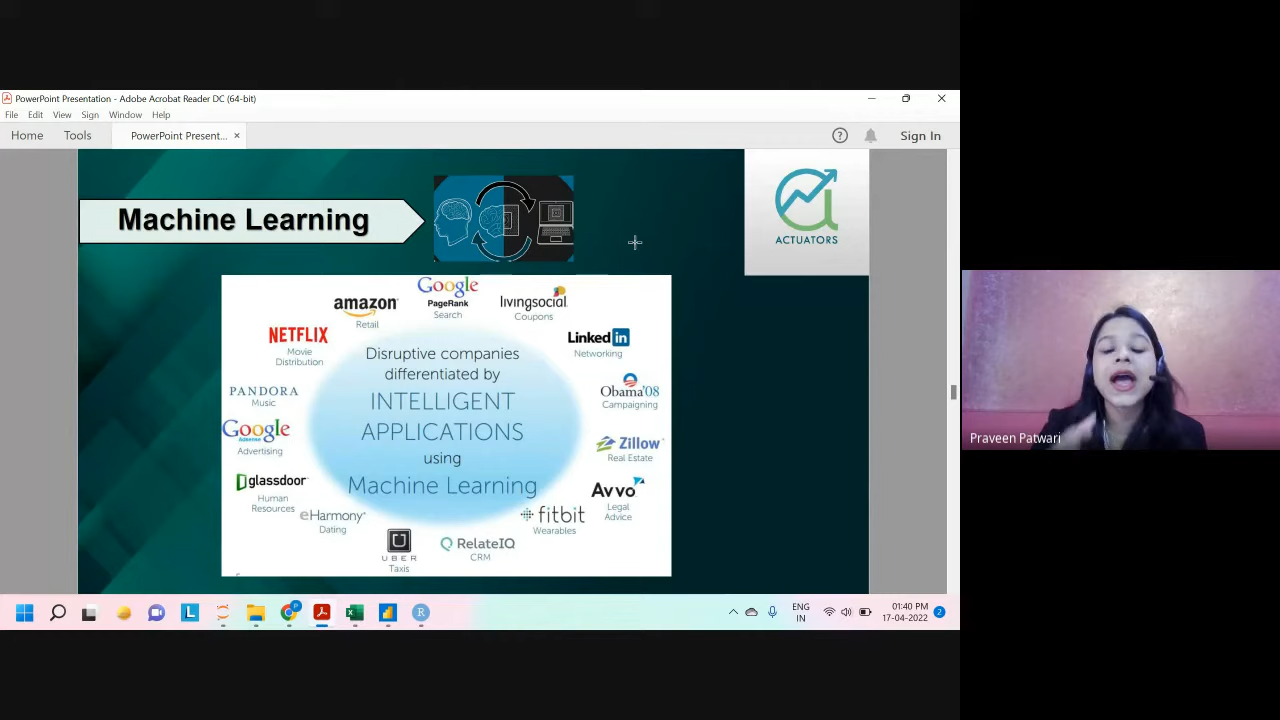 PowerPoint Presentation - Adobe Acrobat Reader DC (64-bit)
File Edit View Sign Window Help
Home Tools PowerPoint Present... × Sign In
Machine Learning
ACTUATORS
Google
PageRank
Search
amazon
Retail
livingsocial.
Coupons
NETFLIX
Movie
Distribution
LinkedIn
Networking
PANDORA
Music
Obama'08
Campaigning
Google
Advertising
Zillow
Real Estate
glassdoor
Human
Resources
Avvo
Legal
Advice
eHarmony
Dating
fitbit
Wearables
UBER
Taxis
RelateIQ
CRM
Disruptive companies
differentiated by
INTELLIGENT
APPLICATIONS
using
Machine Learning
Praveen Patwari
ENG
IN
01:40 PM
17-04-2022
2